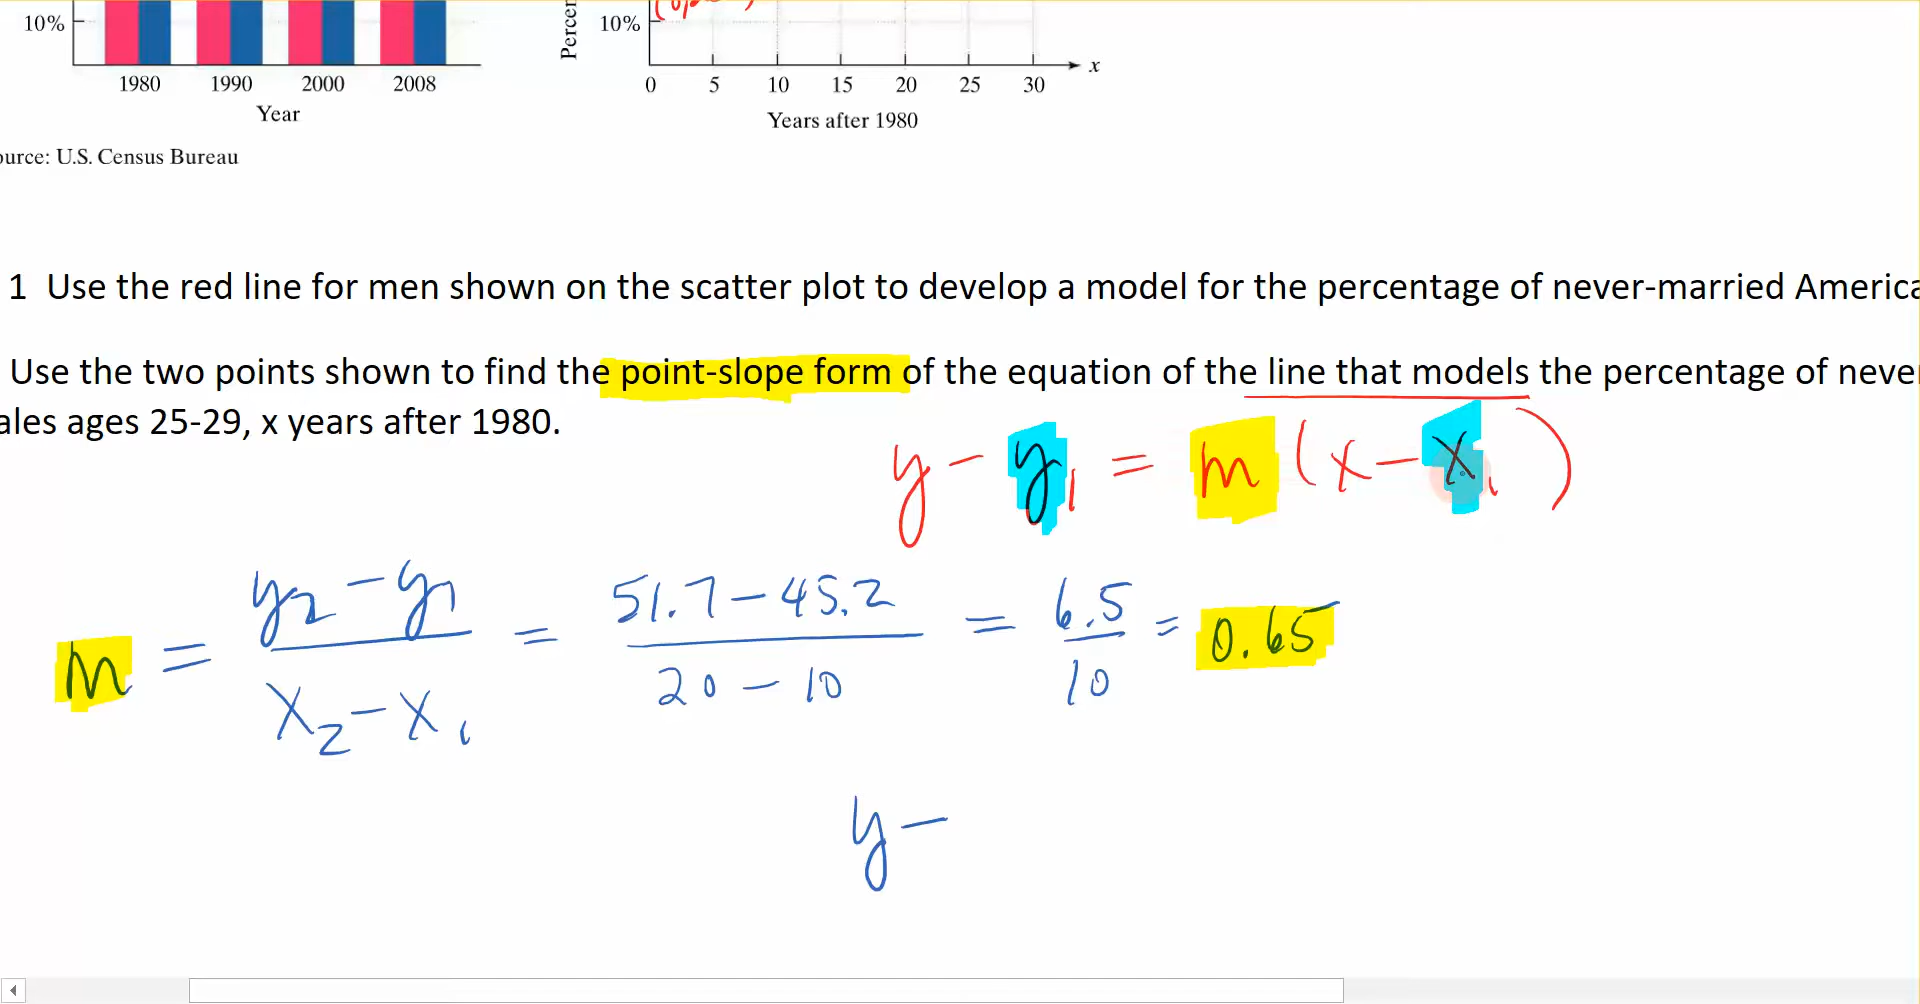 10% Percen 10%
1980 1990 2000 2008 0 5 10 15 20 25 30 x
Year Years after 1980
ource: U.S. Census Bureau
1 Use the red line for men shown on the scatter plot to develop a model for the percentage of never-married America
Use the two points shown to find the point-slope form of the equation of the line that models the percentage of neve
ales ages 25-29, x years after 1980.
y - y₁ = m (x - x₁)
m = y₂ - y₁ / x₂ - x₁ = 51.7 - 45.2 / 20 - 10 = 6.5 / 10 = 0.65
y -